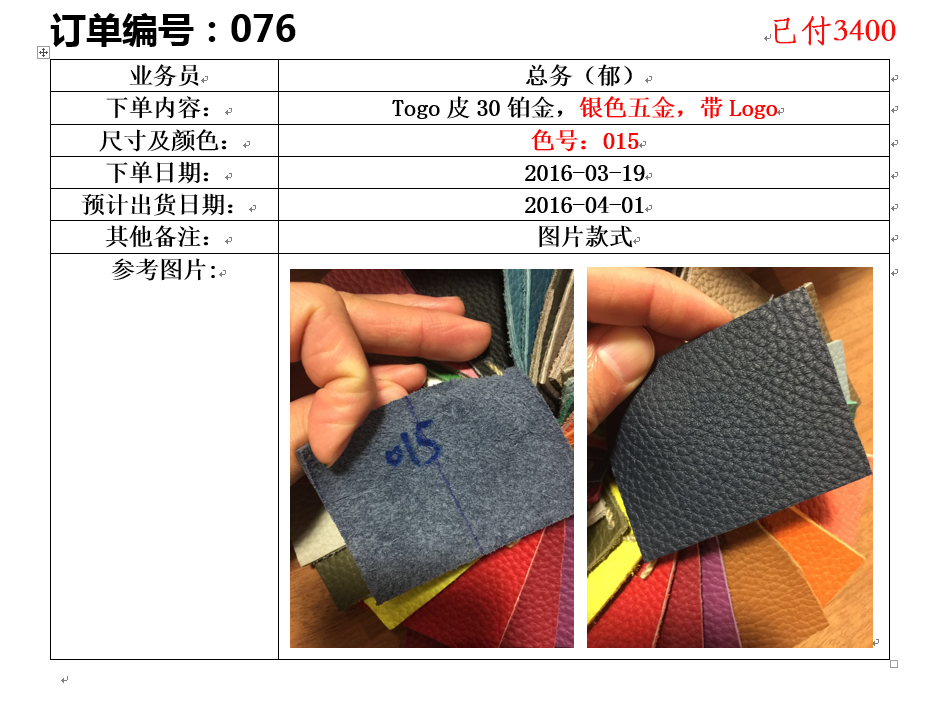 订单编号：076
已付3400
业务员
总务（郁）
下单内容：
Togo 皮 30 铂金，银色五金，带 Logo
尺寸及颜色：
色号：015
下单日期：
2016-03-19
预计出货日期：
2016-04-01
其他备注：
图片款式
参考图片:
015